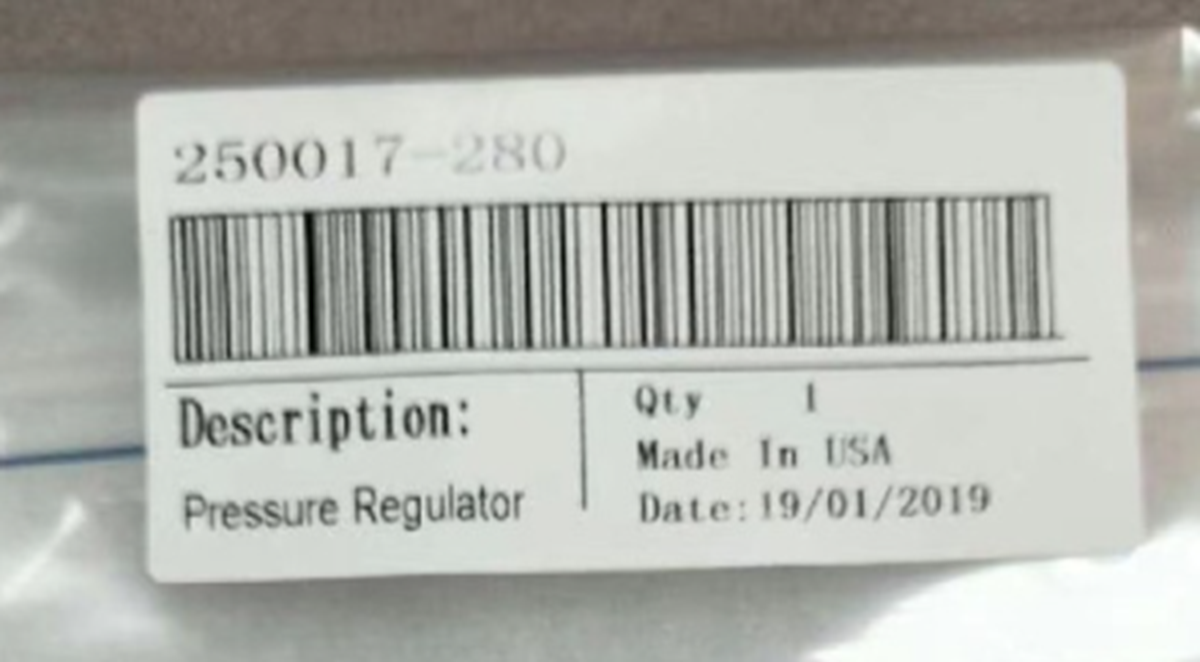 250017-280
Description:
Pressure Regulator
Qty 1
Made In USA
Date:19/01/2019